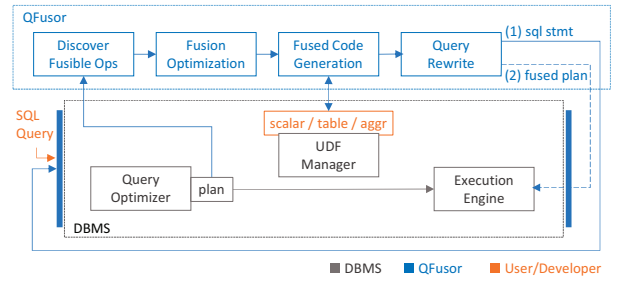 QFusor
Discover
Fusible Ops
Fusion
Optimization
Fused Code
Generation
Query
Rewrite
(1) sql stmt
(2) fused plan
SQL
Query
scalar / table / aggr
UDF
Manager
Query
Optimizer
plan
Execution
Engine
DBMS
DBMS
QFusor
User/Developer